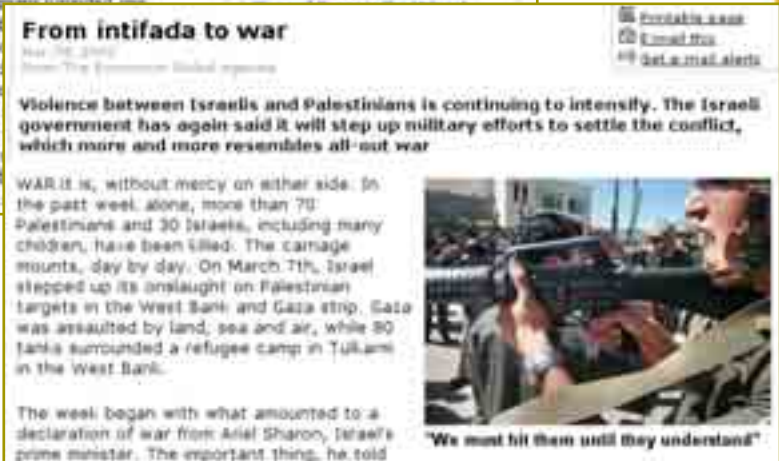 From intifada to war
Printable page
E-mail this
Get e-mail alerts
From The Economist Global Agenda
Violence between Israelis and Palestinians is continuing to intensify. The Israeli
government has again said it will step up military efforts to settle the conflict,
which more and more resembles all-out war
WAR it is, without mercy on either side. In
the past week alone, more than 70
Palestinians and 30 Israelis, including many
children, have been killed. The carnage
mounts, day by day. On March 7th, Israel
stepped up its onslaught on Palestinian
targets in the West Bank and Gaza strip. Gaza
was assaulted by land, sea and air, while 80
tanks surrounded a refugee camp in Tulkarm
in the West Bank.
The week began with what amounted to a
declaration of war from Ariel Sharon, Israel's
prime minister. The important thing, he told
"We must hit them until they understand"